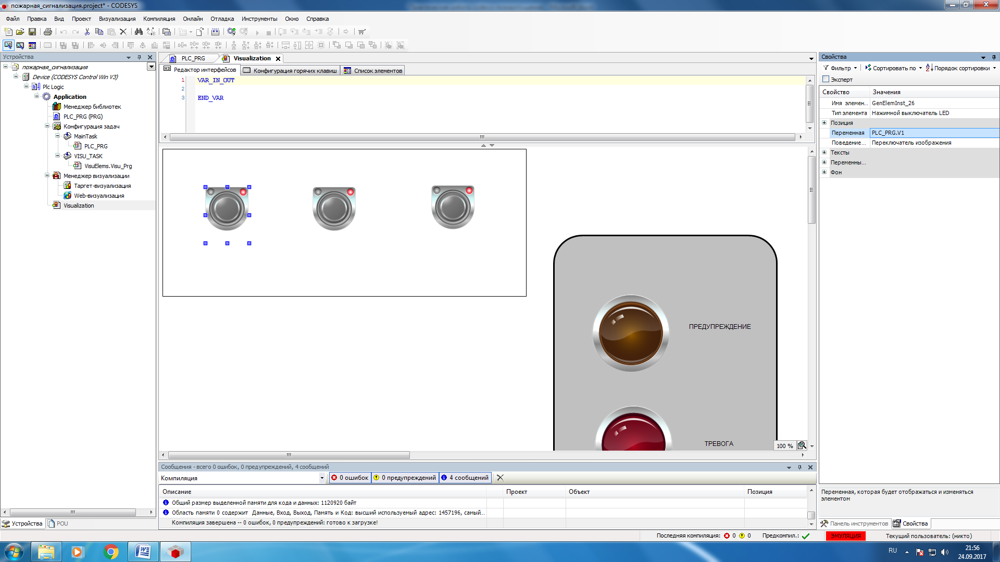 пожарная_сигнализация.project* - CODESYS
Файл Правка Вид Проект Визуализация Компиляция Онлайн Отладка Инструменты Окно Справка
Устройства
пожарная_сигнализация
Device (CODESYS Control Win V3)
Plc Logic
Application
Менеджер библиотек
PLC_PRG (PRG)
Конфигурация задач
MainTask
PLC_PRG
VISU_TASK
VisuElems.Visu_Prg
Менеджер визуализации
Таргет-визуализация
Web-визуализация
Visualization
Устройства POU
PLC_PRG Visualization
Редактор интерфейсов Конфигурация горячих клавиш Список элементов
1 VAR_IN_OUT
2
3 END_VAR
ПРЕДУПРЕЖДЕНИЕ
ТРЕВОГА
100 %
Сообщения - всего 0 ошибок, 0 предупреждений, 4 сообщений
Компиляция 0 ошибок 0 предупреждений 4 сообщений
Описание Проект Объект Позиция
Общий размер выделенной памяти для кода и данных: 1120920 байт
Область памяти 0 содержит Данные, Вход, Выход, Память и Код: высший используемый адрес: 1457196, самый...
Компиляция завершена -- 0 ошибок, 0 предупреждений: готово к загрузке!
Свойства
Фильтр Сортировать по Порядок сортировки
Эксперт
Свойство Значения
Имя элемен... GenElemInst_26
Тип элемента Нажимной выключатель LED
Позиция
Переменная PLC_PRG.V1
Поведение... Переключатель изображения
Тексты
Переменны...
Фон
Переменная, которая будет отображаться и изменяться
элементом
Панель инструментов Свойства
Последняя компиляция: 0 0 Предкомпил.: ЭМУЛЯЦИЯ Текущий пользователь: (никто)
RU 21:56
24.09.2017